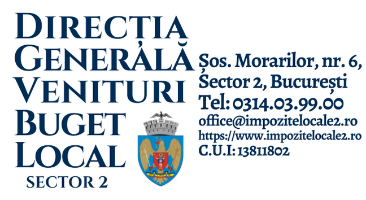 Direcția
Generală
Venituri
Buget
Local
SECTOR 2
Șos. Morarilor, nr. 6,
Sector 2, București
Tel: 0314.03.99.00
office@impozitelocale2.ro
https://www.impozitelocale2.ro
C.U.I: 13811802